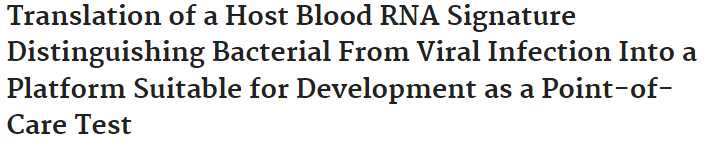 Translation of a Host Blood RNA Signature
Distinguishing Bacterial From Viral Infection Into a
Platform Suitable for Development as a Point-of-
Care Test